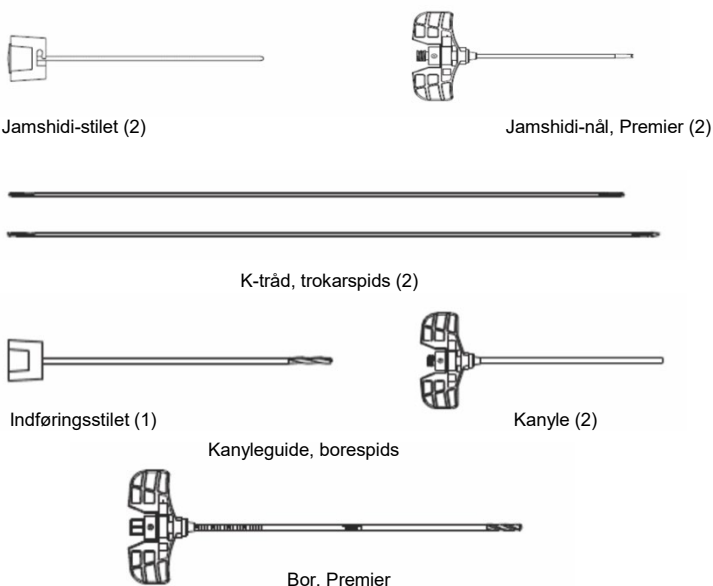 Jamshidi-stilet (2)
Jamshidi-nål, Premier (2)
K-tråd, trokarspids (2)
Indføringsstilet (1)
Kanyle (2)
Kanyleguide, borespids
Bor, Premier